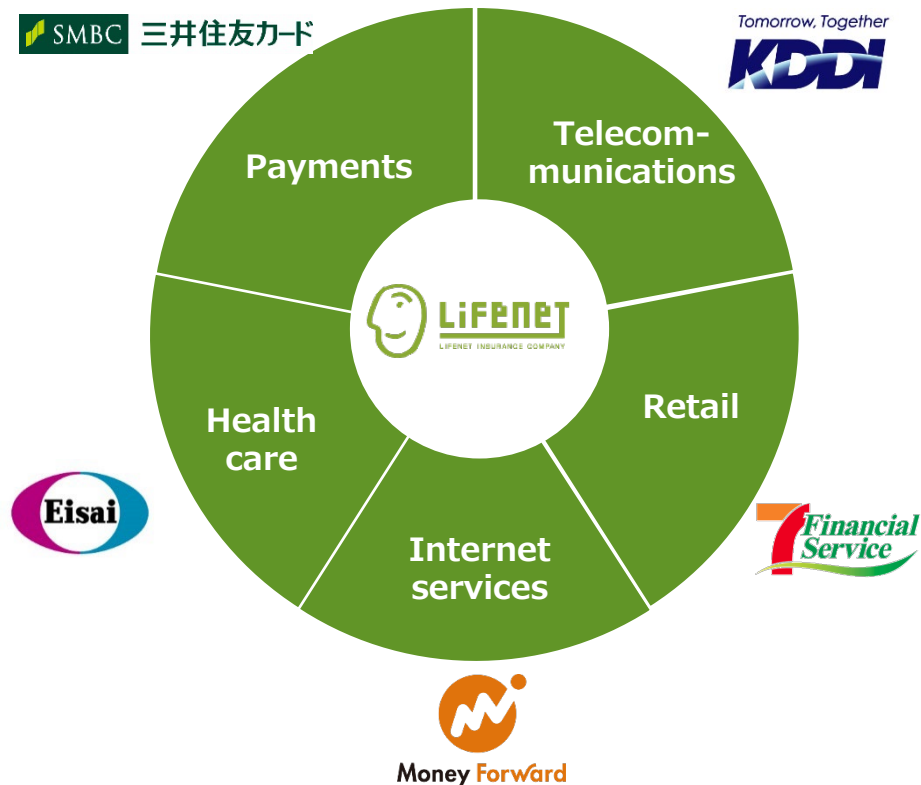 SMBC 三井住友カード
Tomorrow, Together
KDDI
Payments
Telecom-
munications
LIFENET
LIFENET INSURANCE COMPANY
Health
care
Retail
Eisai
7 Financial
Service
Internet
services
Money Forward